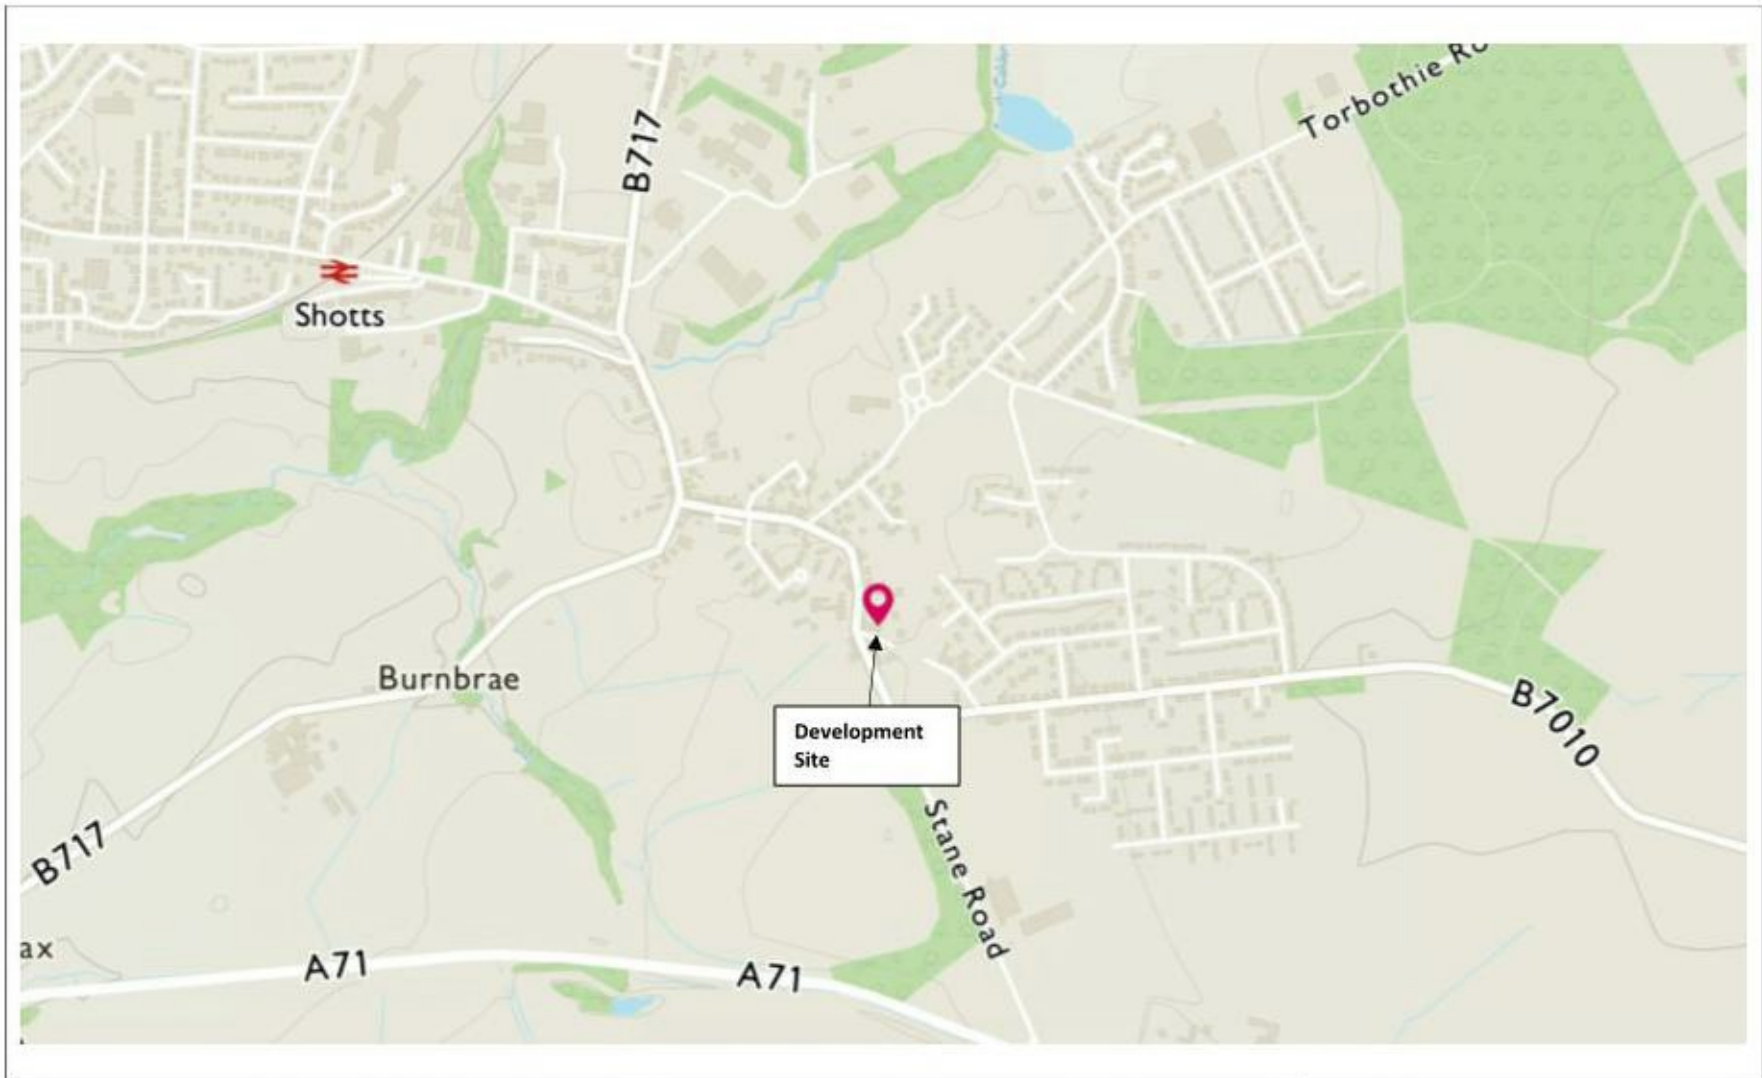 Torbothie Ro
B717
Shotts
Burnbrae
Development
Site
B7010
B717
Stane Road
ax
A71
A71